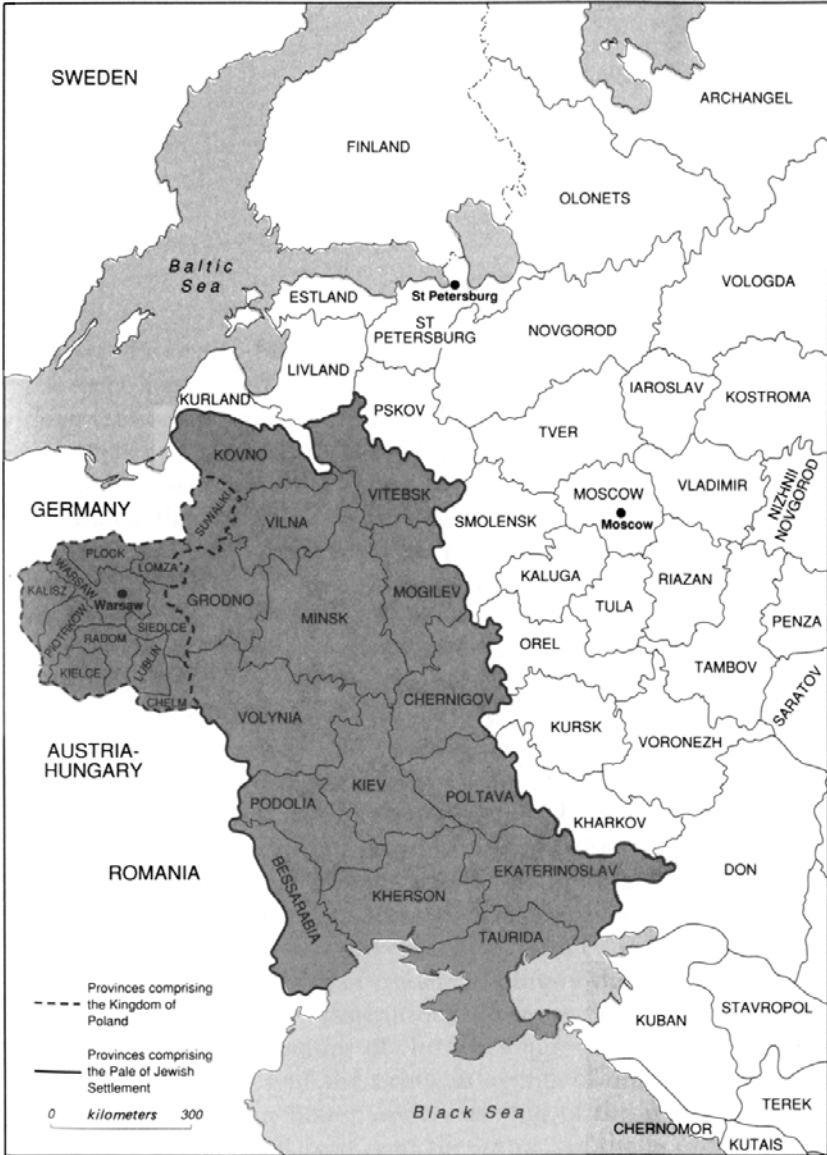 SWEDEN
ARCHANGEL
FINLAND
OLONETS
Baltic
Sea
ESTLAND
St Petersburg
ST
PETERSBURG
NOVGOROD
VOLOGDA
LIVLAND
KURLAND
PSKOV
IAROSLAV
KOSTROMA
TVER
KOVNO
GERMANY
SUWALKI
VILNA
VITEBSK
SMOLENSK
MOSCOW
Moscow
VLADIMIR
NIZHNII
NOVGOROD
PLOCK
LOMZA
WARSAW
KALISZ
Warsaw
GRODNO
MINSK
MOGILEV
KALUGA
TULA
RIAZAN
PENZA
PIOTRKOW
RADOM
SIEDLCE
LUBLIN
KIELCE
CHELM
OREL
TAMBOV
SARATOV
CHERNIGOV
VOLYNIA
KURSK
VORONEZH
AUSTRIA-
HUNGARY
KIEV
PODOLIA
POLTAVA
KHARKOV
ROMANIA
BESSARABIA
KHERSON
EKATERINOSLAV
DON
TAURIDA
Provinces comprising
the Kingdom of
Poland
KUBAN
STAVROPOL
Provinces comprising
the Pale of Jewish
Settlement
0 kilometers 300
Black Sea
CHERNOMOR
TEREK
KUTAIS